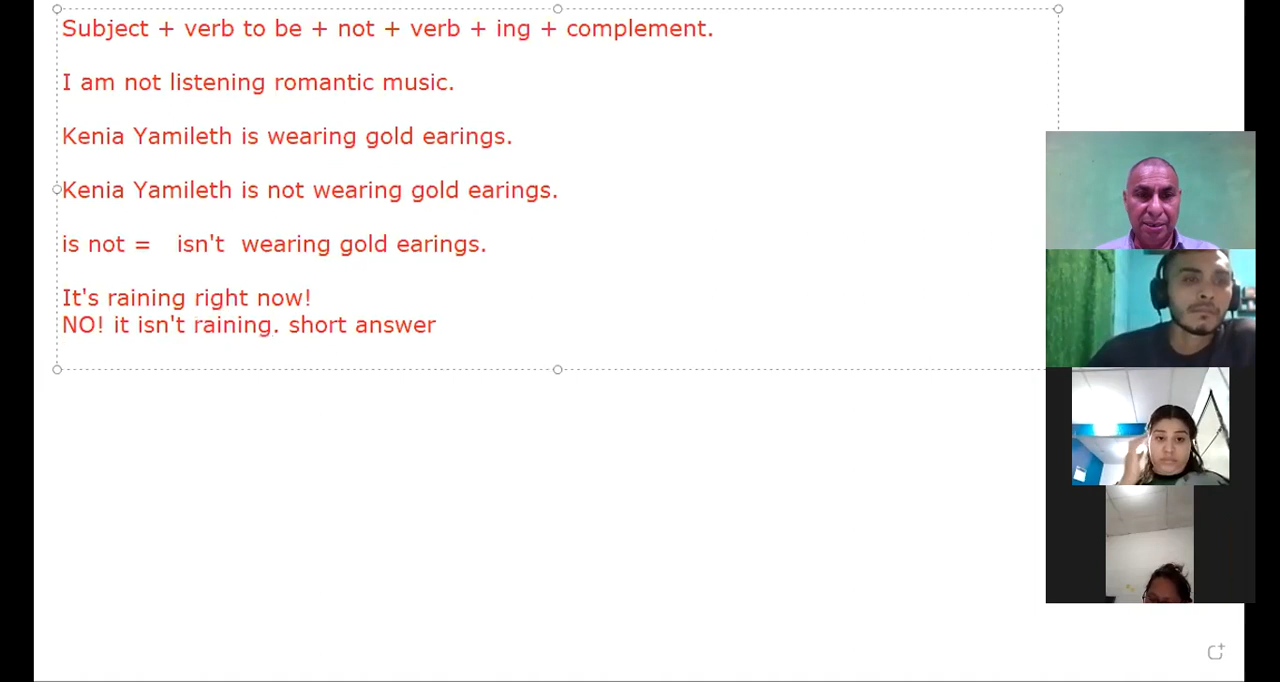 Subject + verb to be + not + verb + ing + complement.
I am not listening romantic music.
Kenia Yamileth is wearing gold earings.
Kenia Yamileth is not wearing gold earings.
is not = isn't wearing gold earings.
It's raining right now!
NO! it isn't raining. short answer